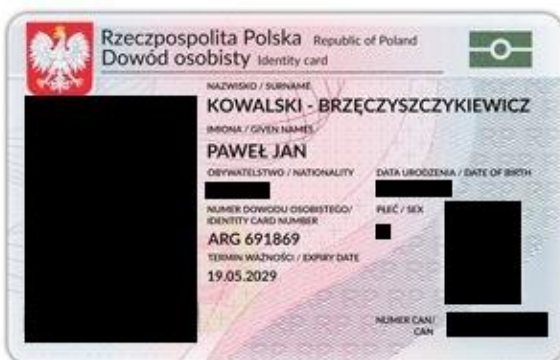 Rzeczpospolita Polska Republic of Poland
Dowód osobisty Identity card
NAZWISKO / SURNAME
KOWALSKI - BRZĘCZYSZCZYKIEWICZ
IMIONA / GIVEN NAMES
PAWEŁ JAN
OBYWATELSTWO / NATIONALITY DATA URODZENIA / DATE OF BIRTH
NUMER DOWODU OSOBISTEGO/ PŁEĆ / SEX
IDENTITY CARD NUMBER
ARG 691869
TERMIN WAŻNOŚCI / EXPIRY DATE
19.05.2029
NUMER CAN/
CAN